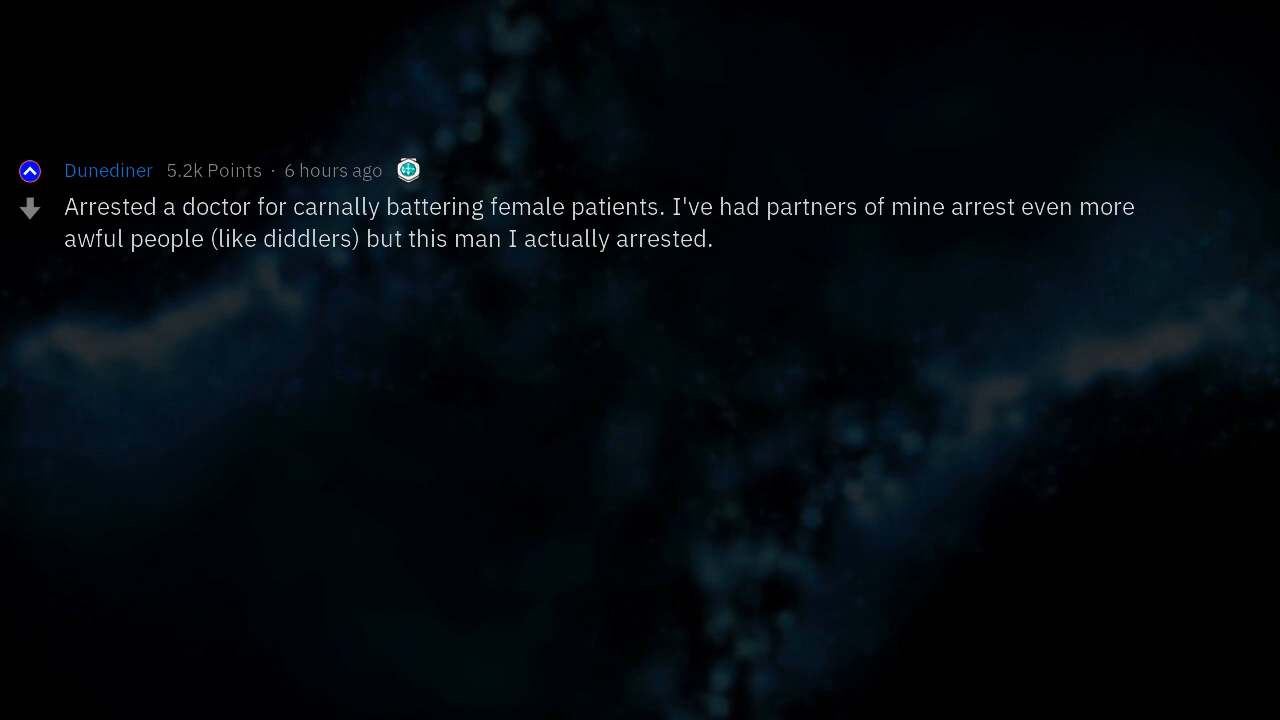 Dunediner 5.2k Points · 6 hours ago
Arrested a doctor for carnally battering female patients. I've had partners of mine arrest even more
awful people (like diddlers) but this man I actually arrested.